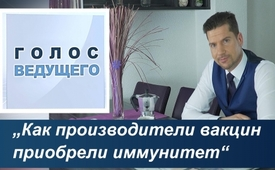 ГОЛОС
ВЕДУЩЕГО
„Как производители вакцин
приобрели иммунитет“